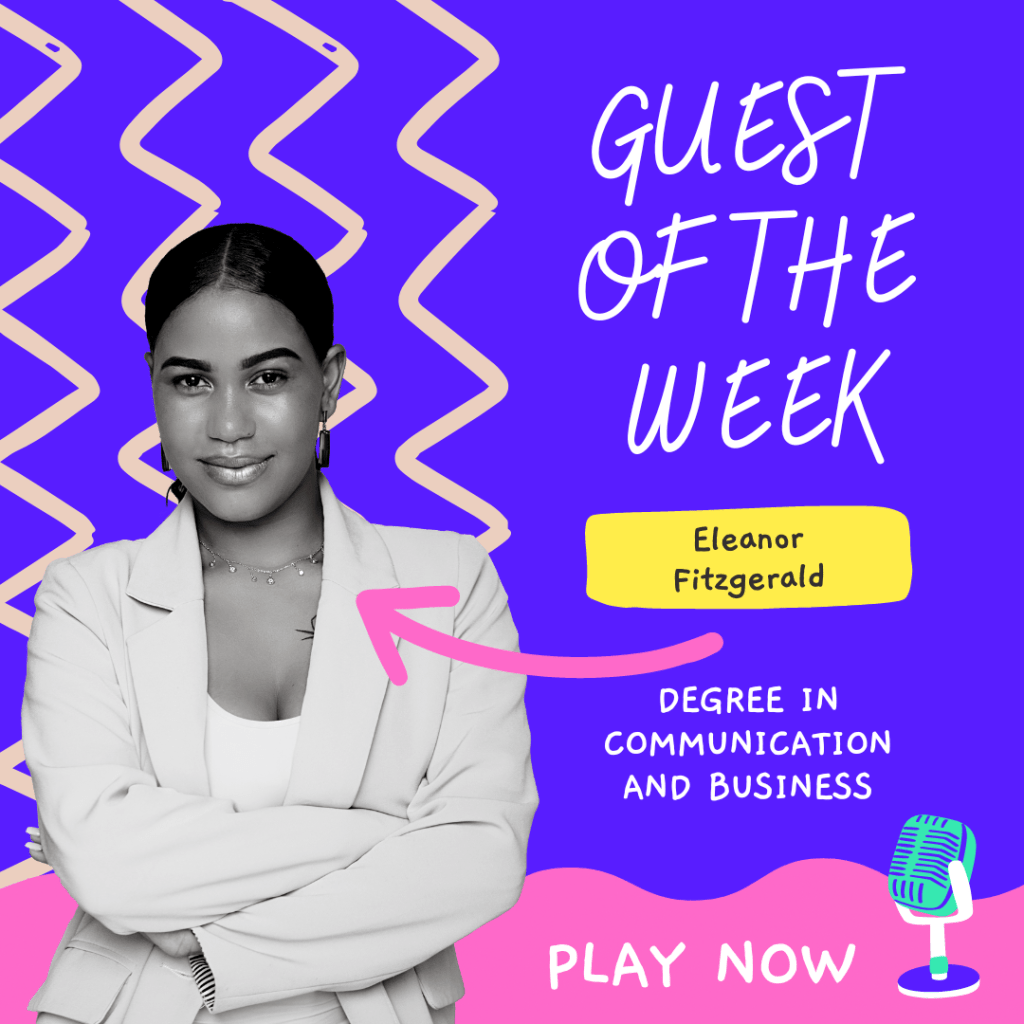 GUEST
OF THE
WEEK
Eleanor
Fitzgerald
DEGREE IN
COMMUNICATION
AND BUSINESS
PLAY NOW